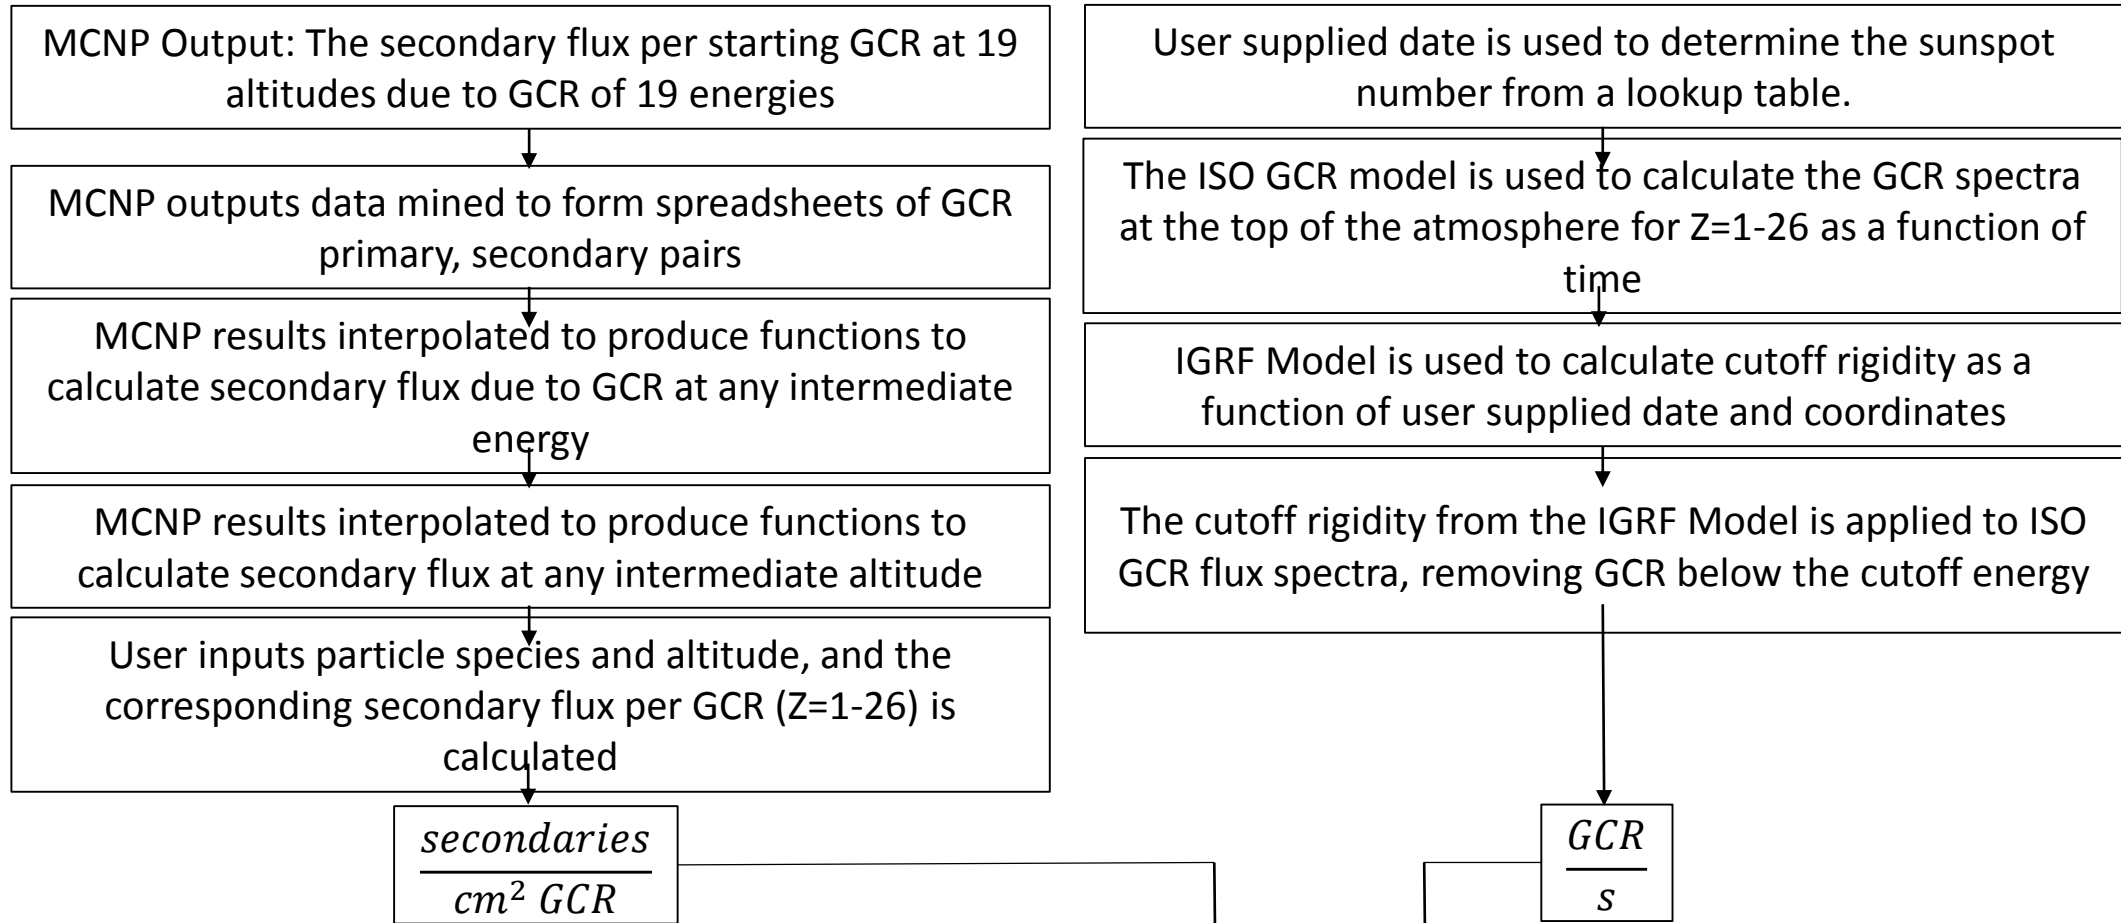 MCNP Output: The secondary flux per starting GCR at 19
altitudes due to GCR of 19 energies
MCNP outputs data mined to form spreadsheets of GCR
primary, secondary pairs
MCNP results interpolated to produce functions to
calculate secondary flux due to GCR at any intermediate
energy
MCNP results interpolated to produce functions to
calculate secondary flux at any intermediate altitude
User inputs particle species and altitude, and the
corresponding secondary flux per GCR (Z=1-26) is
calculated
secondaries
cm² GCR
User supplied date is used to determine the sunspot
number from a lookup table.
The ISO GCR model is used to calculate the GCR spectra
at the top of the atmosphere for Z=1-26 as a function of
time
IGRF Model is used to calculate cutoff rigidity as a
function of user supplied date and coordinates
The cutoff rigidity from the IGRF Model is applied to ISO
GCR flux spectra, removing GCR below the cutoff energy
GCR
s